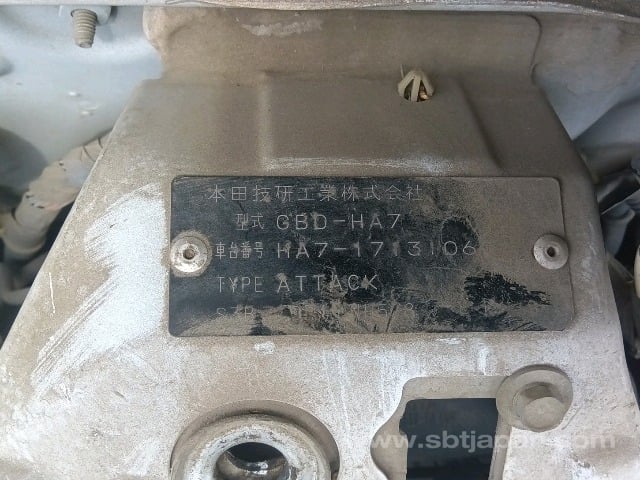 本田技研工業株式会社
型式 GBD-HA7
車台番号 HA7-1713106
TYPE ATTACK
www.sbtjapan.com